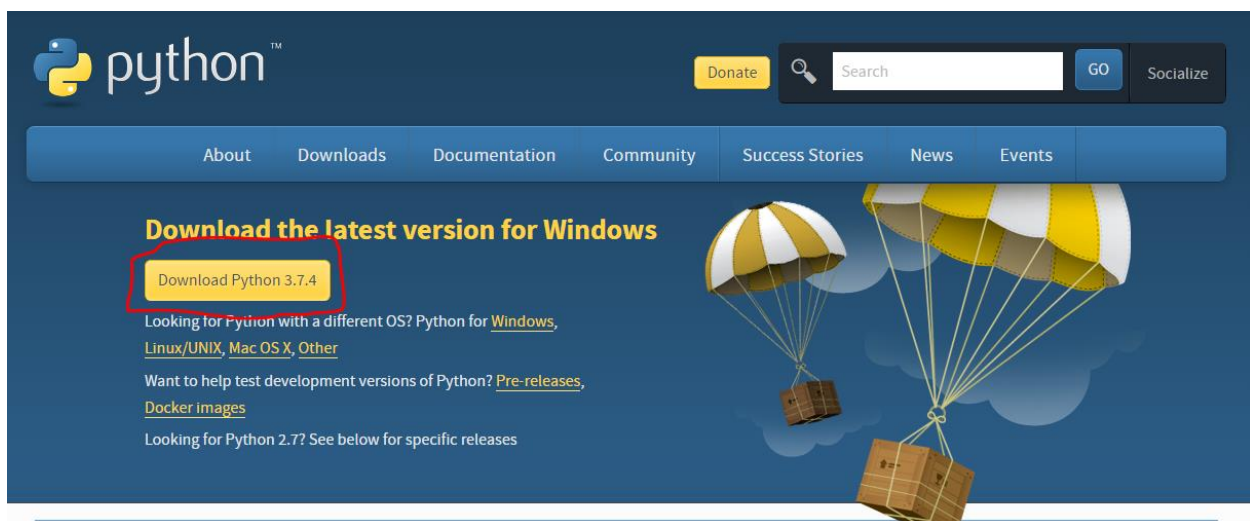 python™
Donate
Search
GO
Socialize
About Downloads Documentation Community Success Stories News Events
Download the latest version for Windows
Download Python 3.7.4
Looking for Python with a different OS? Python for Windows,
Linux/UNIX, Mac OS X, Other
Want to help test development versions of Python? Pre-releases,
Docker images
Looking for Python 2.7? See below for specific releases